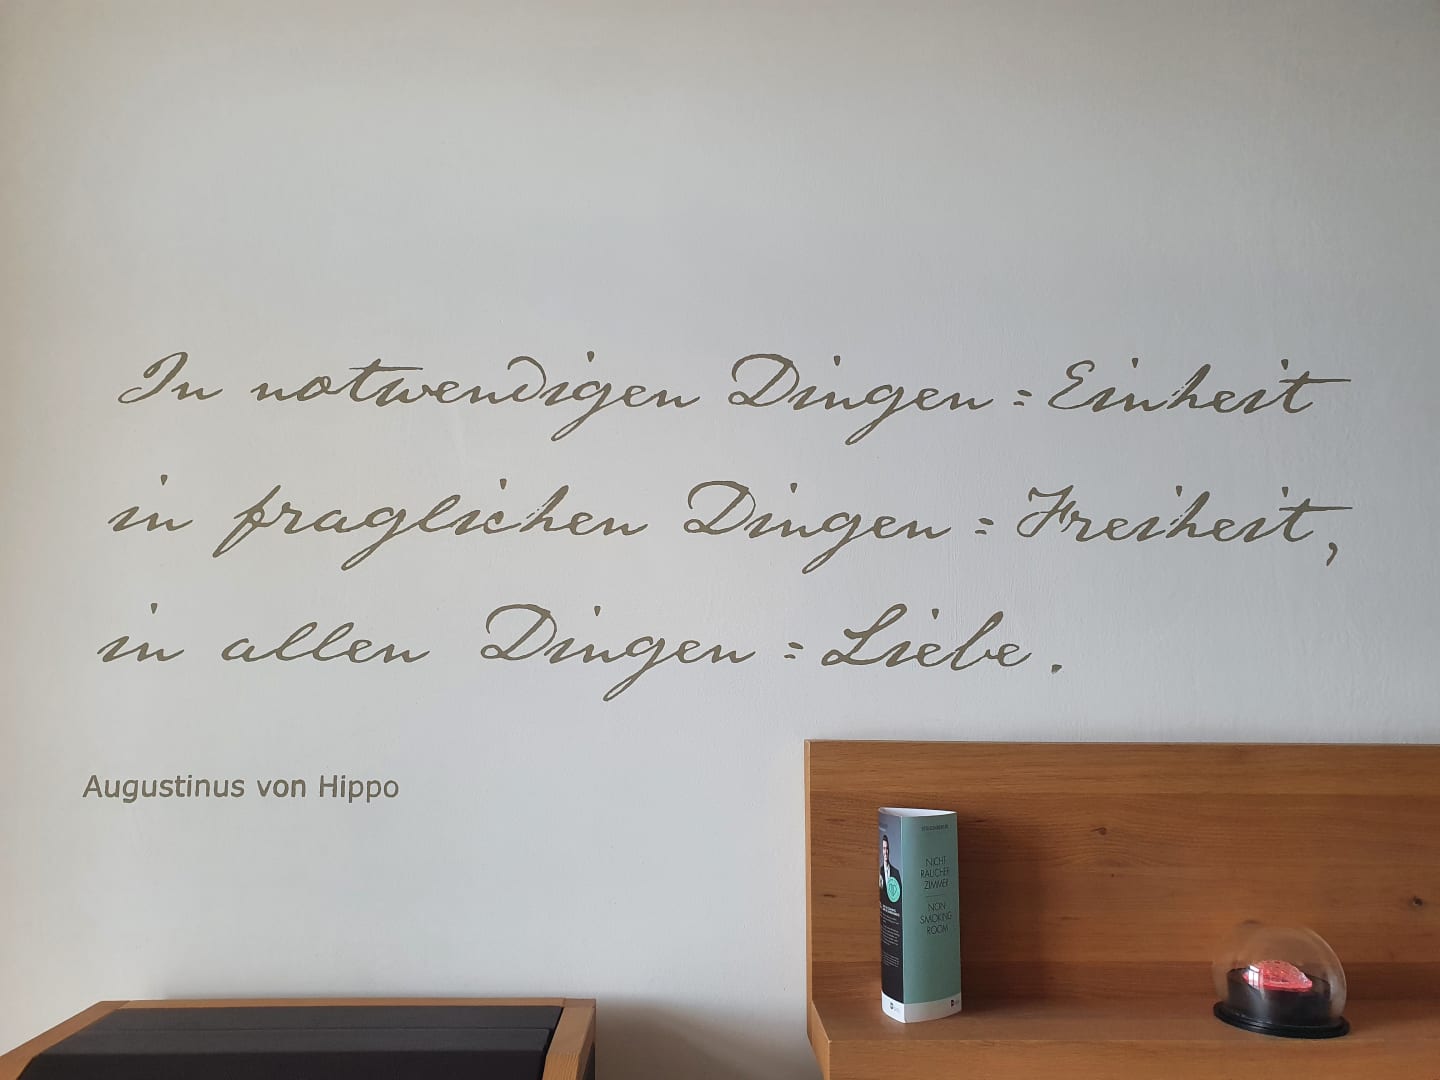 In notwendigen Dingen = Einheit
in fraglichen Dingen = Freiheit,
in allen Dingen = Liebe.
Augustinus von Hippo
NICHT
RAUCHER
ZIMMER
NON-
SMOKING
ROOM